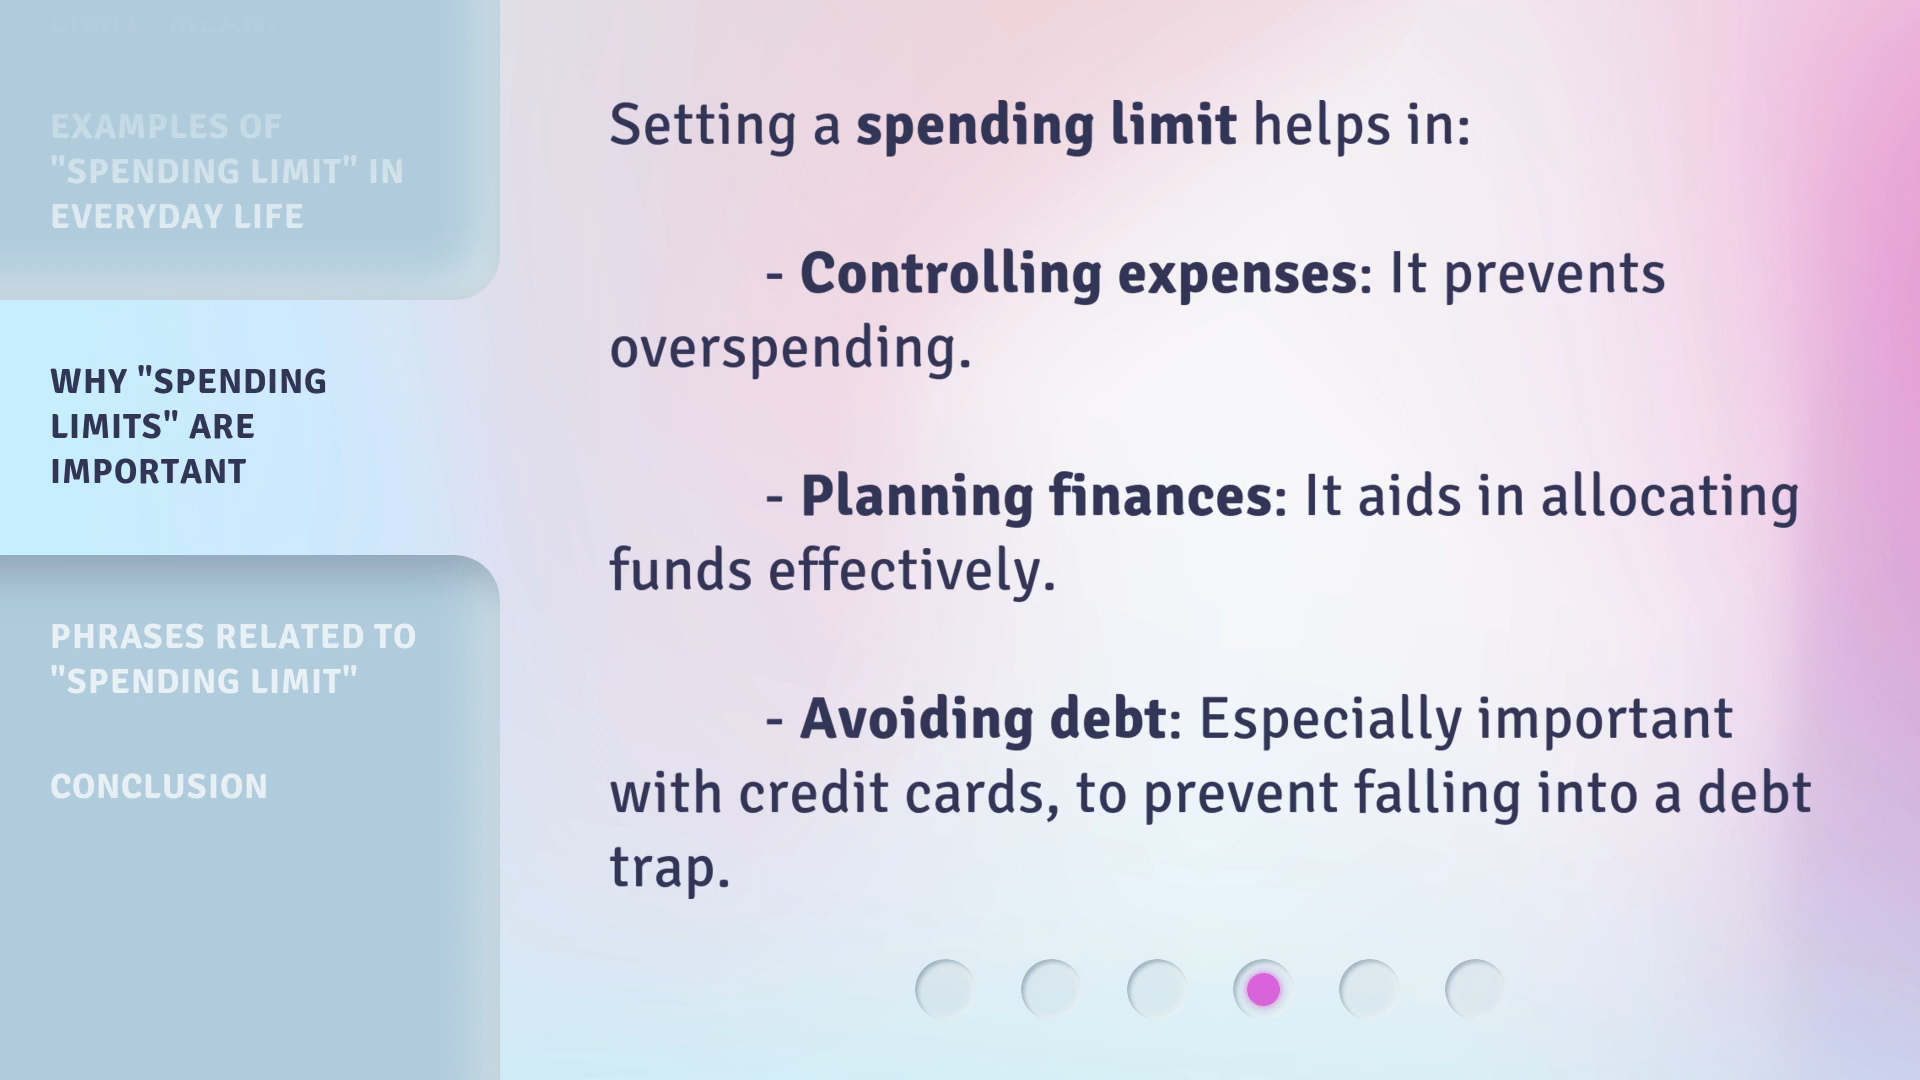 EXAMPLES OF
"SPENDING LIMIT" IN
EVERYDAY LIFE
WHY "SPENDING
LIMITS" ARE
IMPORTANT
PHRASES RELATED TO
"SPENDING LIMIT"
CONCLUSION
Setting a spending limit helps in:
- Controlling expenses: It prevents
overspending.
- Planning finances: It aids in allocating
funds effectively.
- Avoiding debt: Especially important
with credit cards, to prevent falling into a debt
trap.